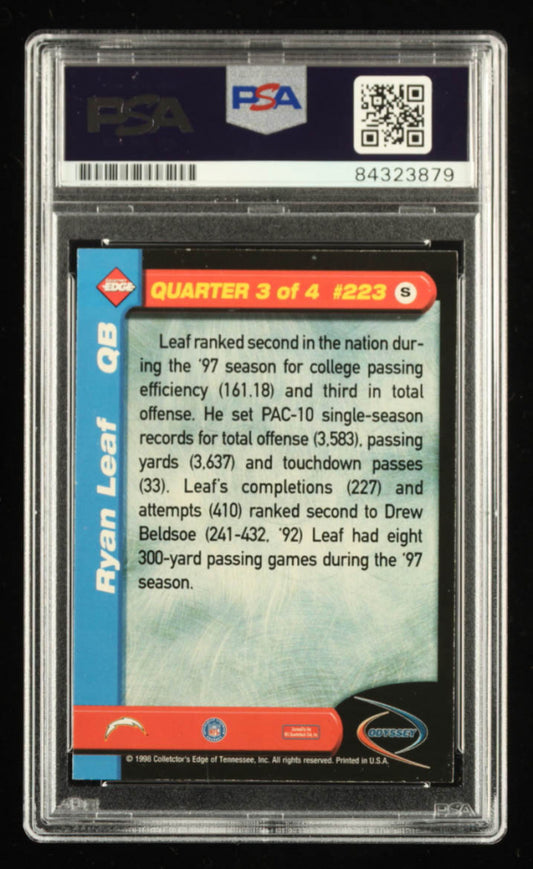 PSA
PSA
84323879
COLLECTOR'S
EDGE
QUARTER 3 of 4 #223 S
Ryan Leaf QB
Leaf ranked second in the nation dur-
ing the '97 season for college passing
efficiency (161.18) and third in total
offense. He set PAC-10 single-season
records for total offense (3,583), passing
yards (3,637) and touchdown passes
(33). Leaf's completions (227) and
attempts (410) ranked second to Drew
Beldsoe (241-432, '92) Leaf had eight
300-yard passing games during the '97
season.
NFL
ODYSSEY
© 1998 Colletctor's Edge of Tennessee, Inc. All rights reserved. Printed in U.S.A.
PSA